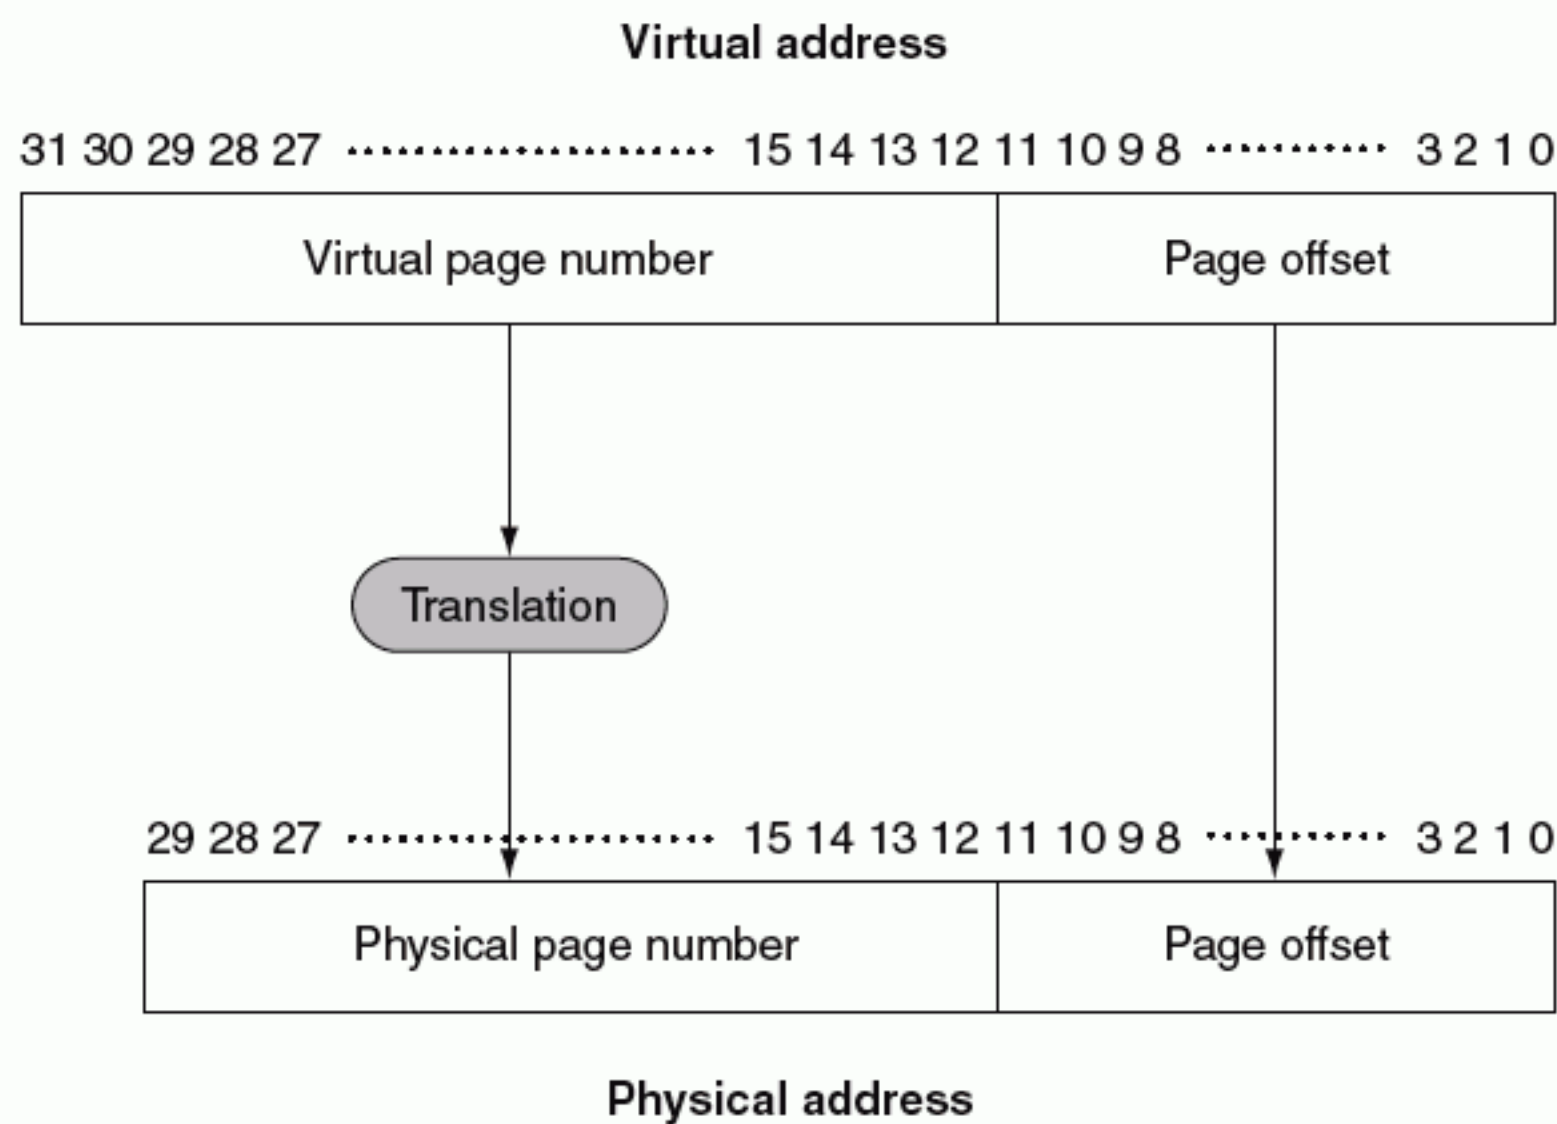 Virtual address
31 30 29 28 27 ........................ 15 14 13 12 11 10 9 8 ............ 3 2 1 0
Virtual page number Page offset
Translation
29 28 27 ........................ 15 14 13 12 11 10 9 8 ............ 3 2 1 0
Physical page number Page offset
Physical address